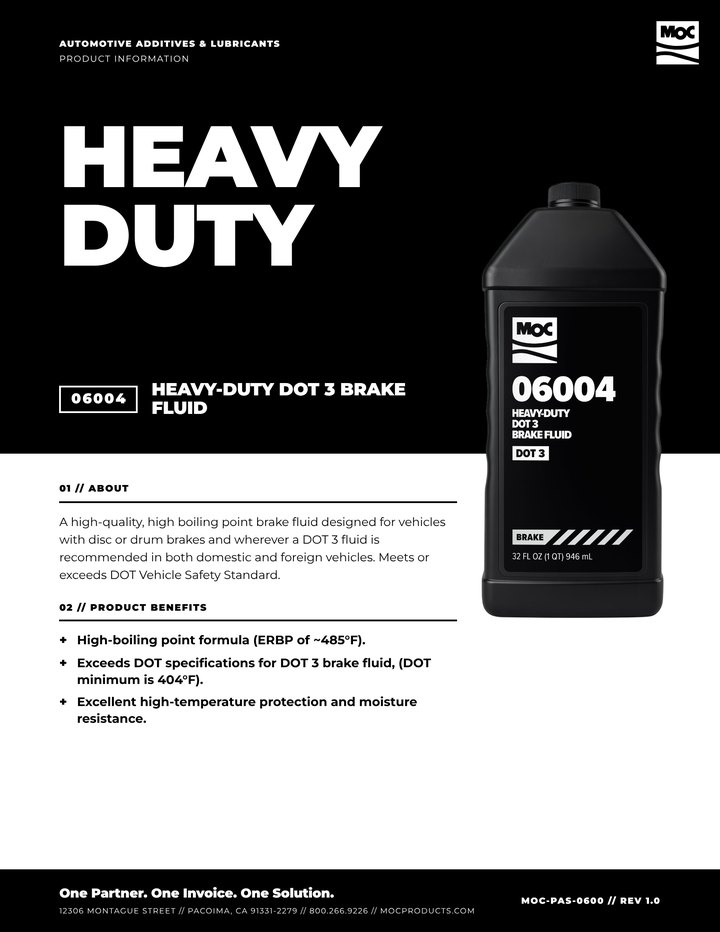 AUTOMOTIVE ADDITIVES & LUBRICANTS
PRODUCT INFORMATION
MOC
HEAVY
DUTY
06004
HEAVY-DUTY DOT 3 BRAKE
FLUID
MOC
06004
HEAVY-DUTY
DOT 3
BRAKE FLUID
DOT 3
BRAKE
32 FL OZ (1 QT) 946 mL
01 // ABOUT
A high-quality, high boiling point brake fluid designed for vehicles
with disc or drum brakes and wherever a DOT 3 fluid is
recommended in both domestic and foreign vehicles. Meets or
exceeds DOT Vehicle Safety Standard.
02 // PRODUCT BENEFITS
+ High-boiling point formula (ERBP of ~485°F).
+ Exceeds DOT specifications for DOT 3 brake fluid, (DOT
minimum is 404°F).
+ Excellent high-temperature protection and moisture
resistance.
One Partner. One Invoice. One Solution.
12306 MONTAGUE STREET // PACOIMA, CA 91331-2279 // 800.266.9226 // MOCPRODUCTS.COM
MOC-PAS-0600 // REV 1.0